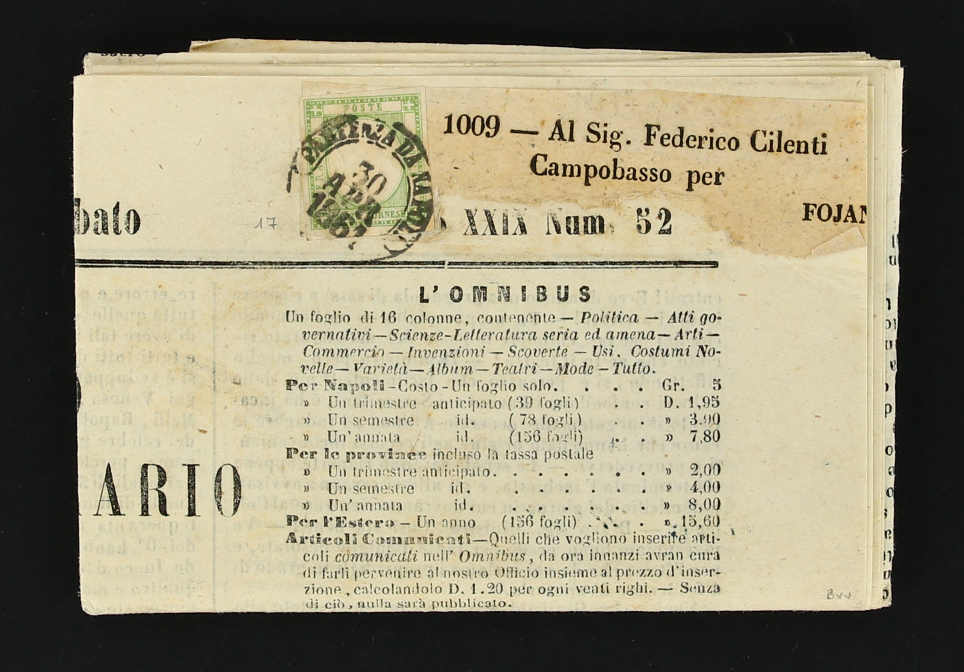 POSTE
PARTENZA DA NAPOLI
30
1009 — Al Sig. Federico Cilenti
Campobasso per
FOJAN
bato
17
XXIX Num. 52
L'OMNIBUS
Un foglio di 16 colonne, contenente — Politica — Atti go-
vernativi — Scienze-Letteratura seria ed amena — Arti —
Commercio — Invenzioni — Scoverte — Usi, Costumi No-
velle — Varietà — Album — Teatri — Mode — Tutto.
Per Napoli - Costo - Un foglio solo. . . . . Gr. 5
» Un trimestre anticipato (39 fogli) . . D. 1,95
» Un semestre id. (78 fogli) . » 3,90
» Un'annata id. (156 fogli) . . » 7,80
Per le province incluso la tassa postale
» Un trimestre anticipato. . . . . . » 2,00
» Un semestre id. . . . . . . » 4,00
» Un'annata id. . . . . . . » 8,00
Per l'Estero — Un anno (156 fogli) . . » 15,60
Articoli Comunicati — Quelli che vogliono inserite arti-
coli comunicati nell' Omnibus, da ora innanzi avran cura
di farli pervenire al nostro Officio insieme al prezzo d'inser-
zione, calcolandolo D. 1.20 per ogni venti righi. — Senza
di ciò, nulla sarà pubblicato.
ARIO